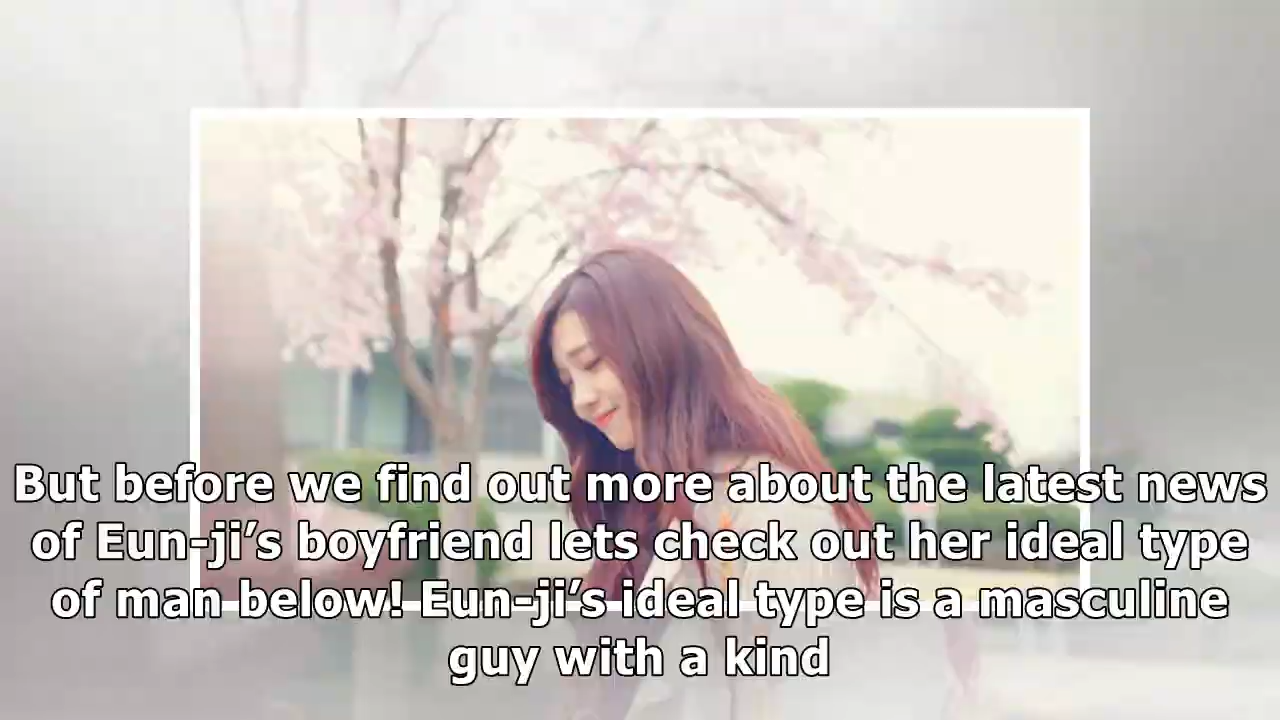 But before we find out more about the latest news
of Eun-ji’s boyfriend lets check out her ideal type
of man below! Eun-ji’s ideal type is a masculine
guy with a kind